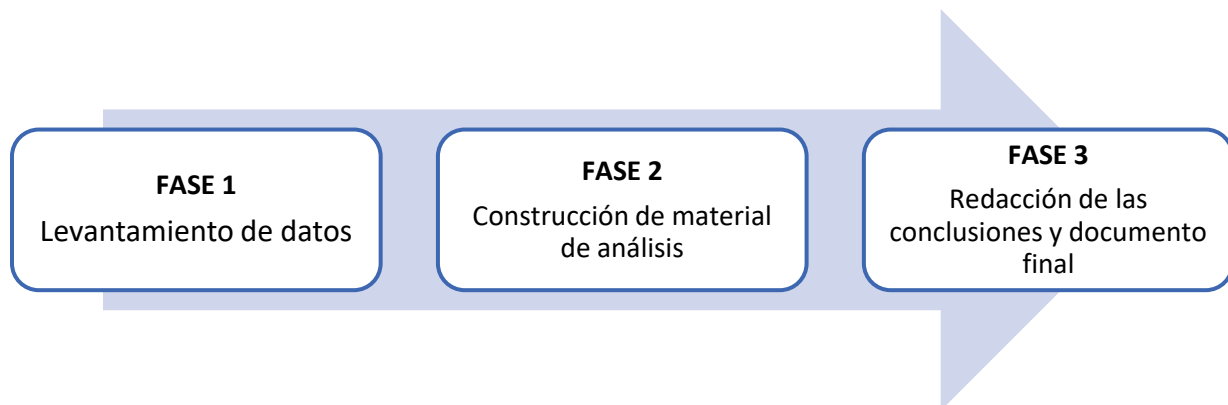 FASE 1
Levantamiento de datos
FASE 2
Construcción de material
de análisis
FASE 3
Redacción de las
conclusiones y documento
final